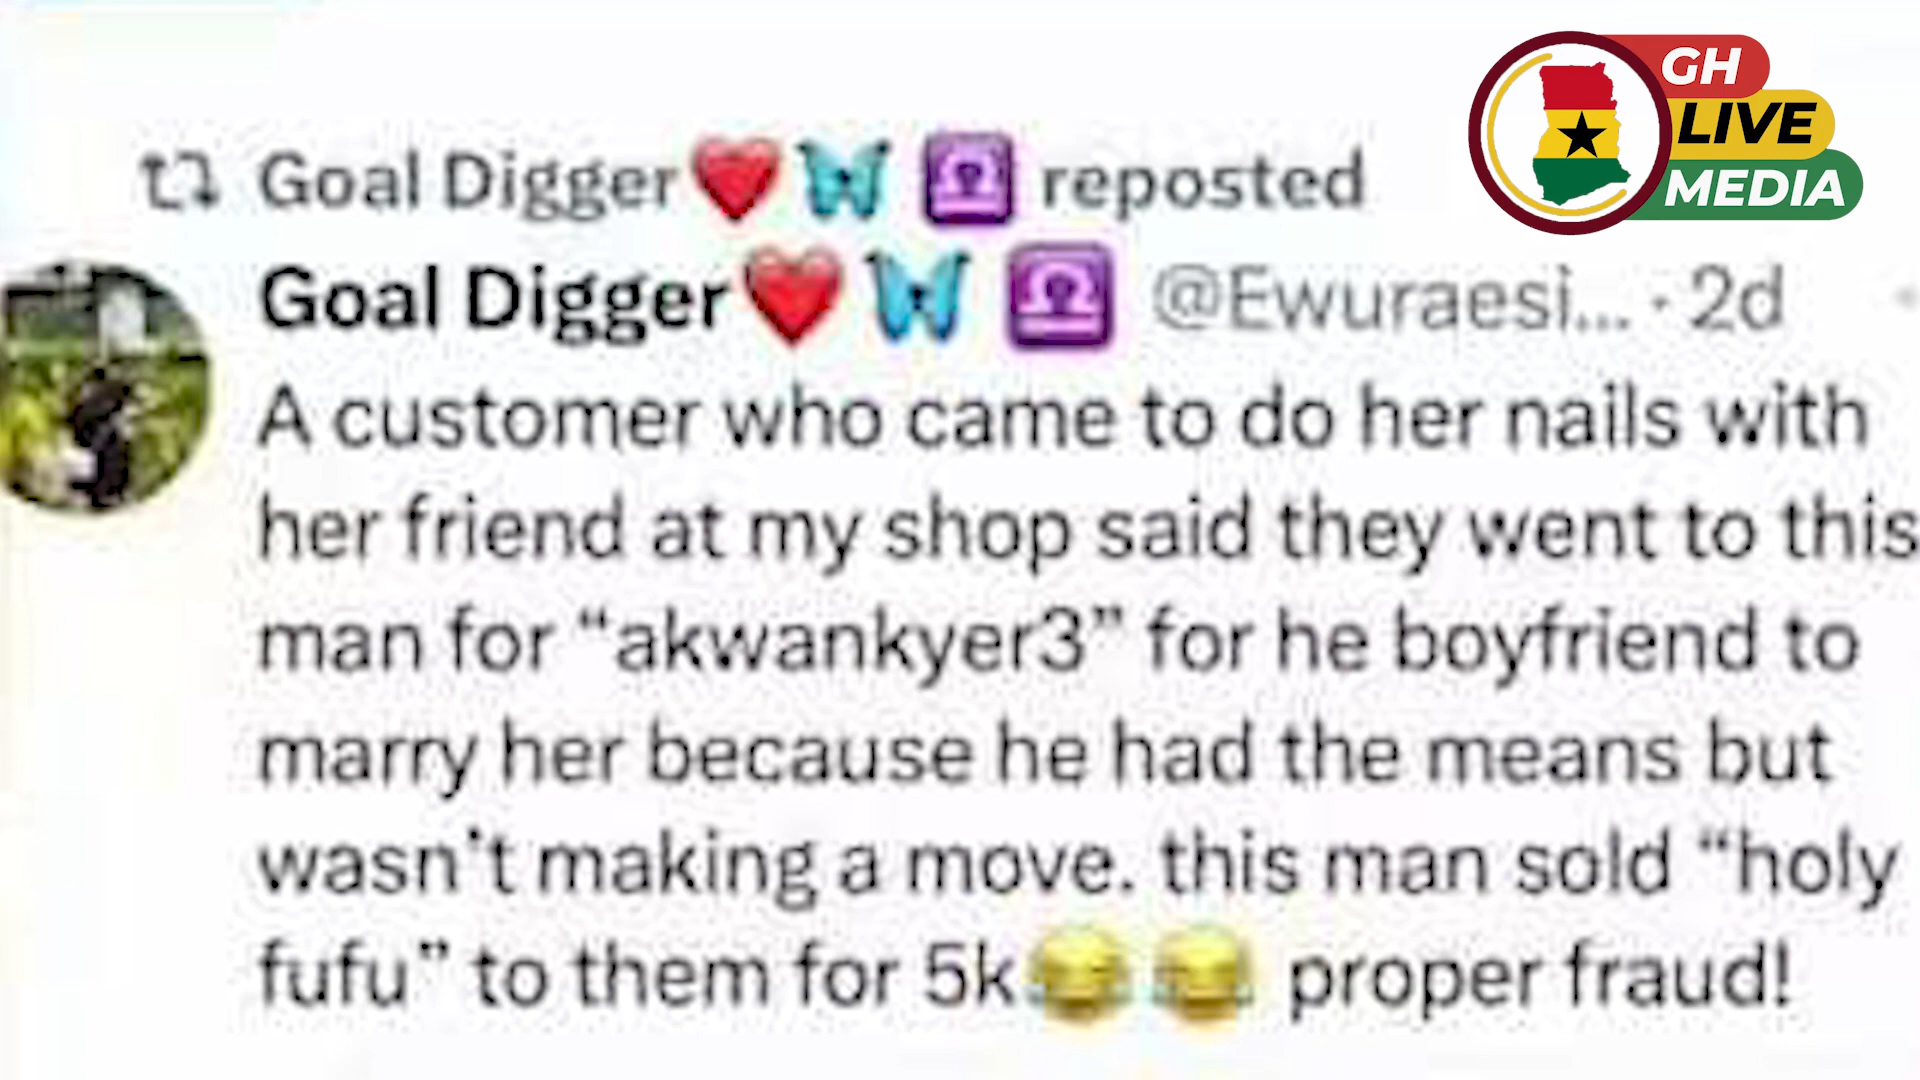 GH
LIVE
MEDIA
Goal Digger❤️🦋♎ reposted
Goal Digger❤️🦋♎ @Ewuraesi... · 2d
A customer who came to do her nails with
her friend at my shop said they went to this
man for “akwankyer3” for he boyfriend to
marry her because he had the means but
wasn't making a move. this man sold “holy
fufu” to them for 5k😂😂 proper fraud!